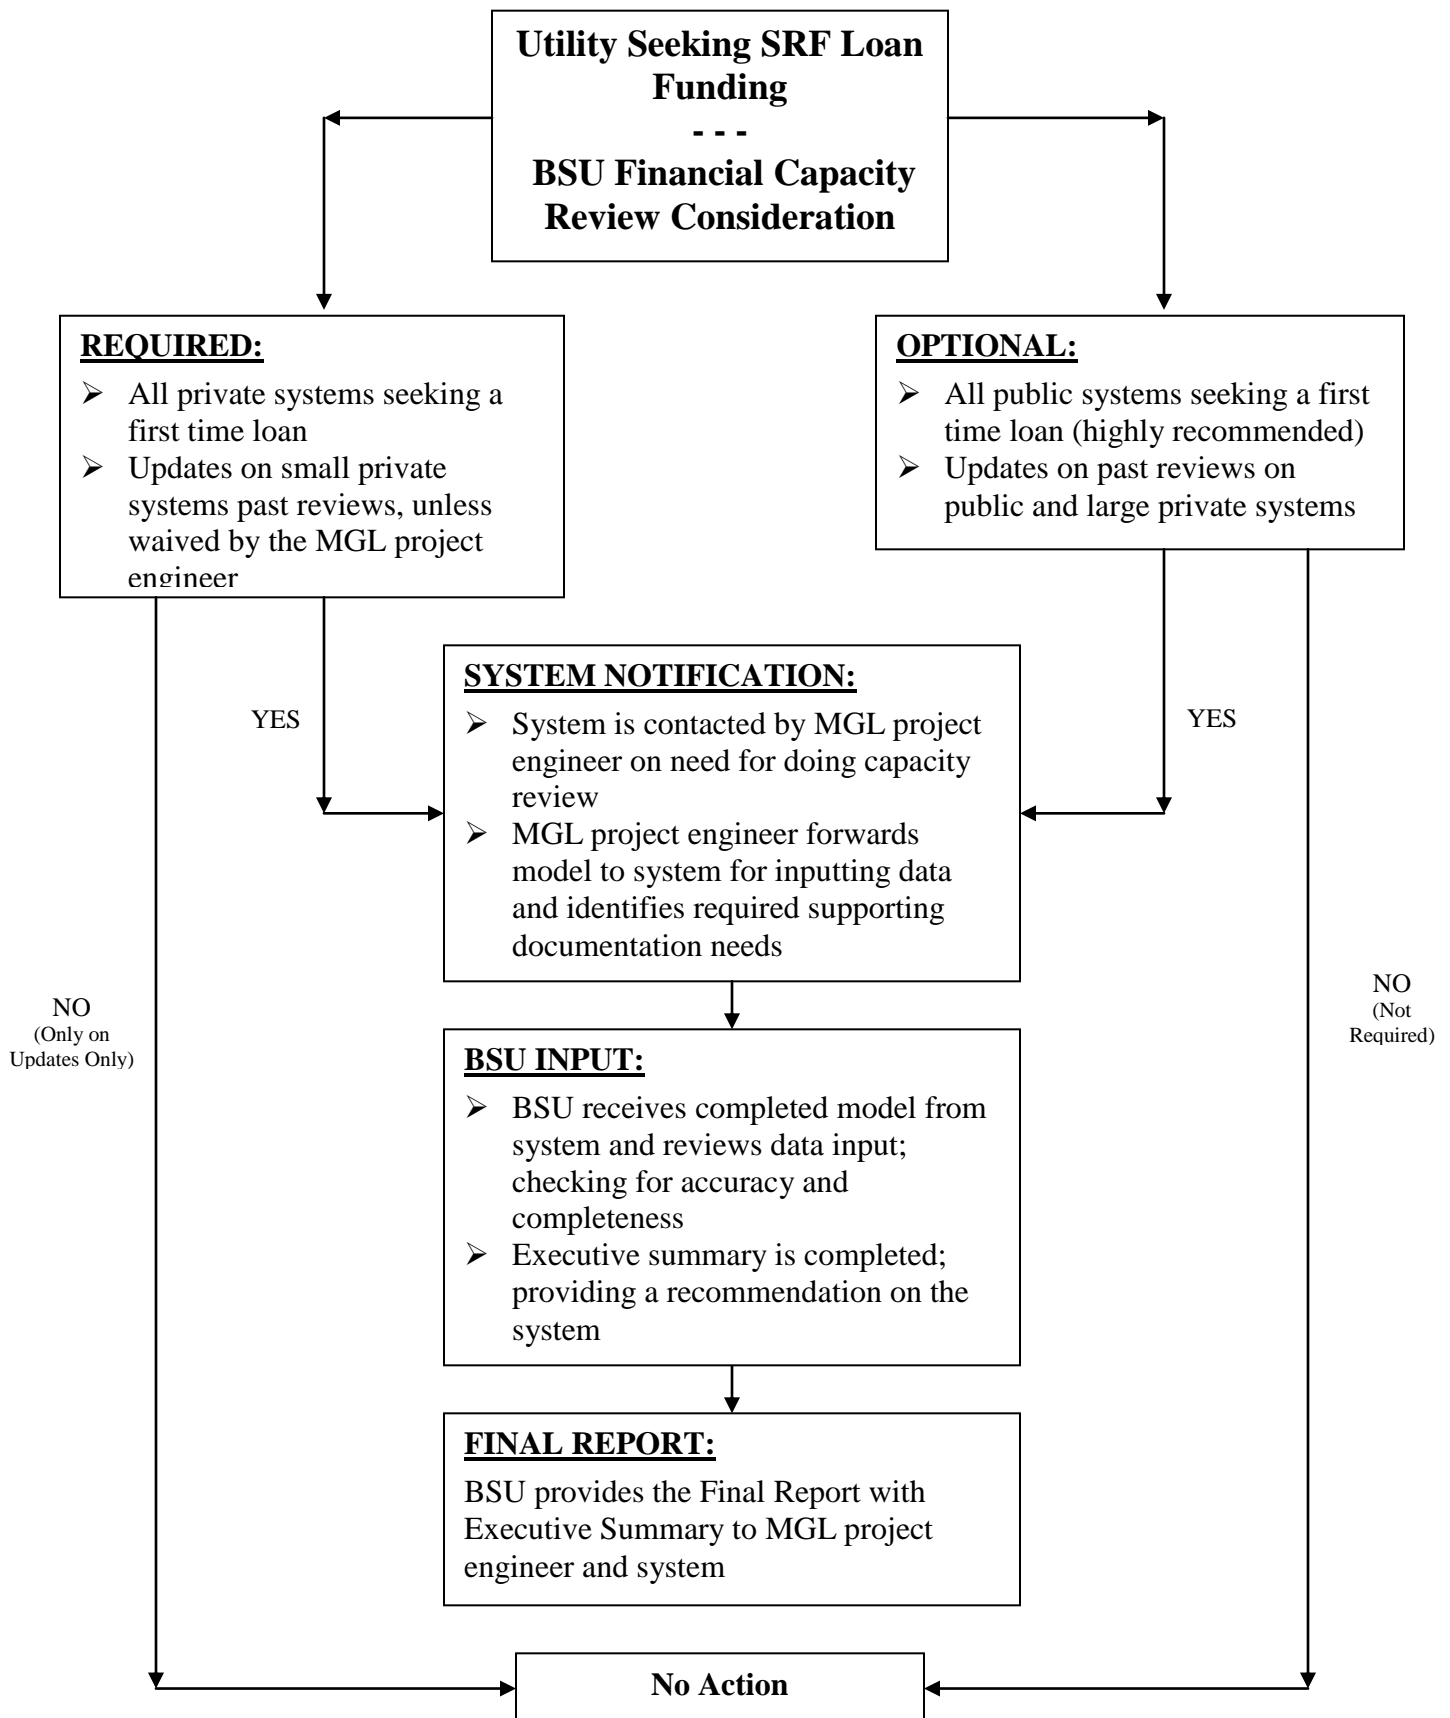 Utility Seeking SRF Loan
Funding
- - -
BSU Financial Capacity
Review Consideration
REQUIRED:
➢ All private systems seeking a
first time loan
➢ Updates on small private
systems past reviews, unless
waived by the MGL project
engineer
OPTIONAL:
➢ All public systems seeking a first
time loan (highly recommended)
➢ Updates on past reviews on
public and large private systems
YES
YES
SYSTEM NOTIFICATION:
➢ System is contacted by MGL project
engineer on need for doing capacity
review
➢ MGL project engineer forwards
model to system for inputting data
and identifies required supporting
documentation needs
NO
(Only on
Updates Only)
NO
(Not
Required)
BSU INPUT:
➢ BSU receives completed model from
system and reviews data input;
checking for accuracy and
completeness
➢ Executive summary is completed;
providing a recommendation on the
system
FINAL REPORT:
BSU provides the Final Report with
Executive Summary to MGL project
engineer and system
No Action